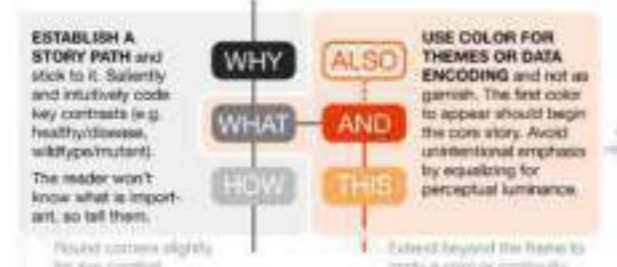 ESTABLISH A
STORY PATH and
stick to it. Saliently
and intuitively code
key contrasts (e.g.
healthy/disease,
wildtype/mutant).
The reader won't
know what is import-
ant, so tell them.
WHY
WHAT
HOW
ALSO
AND
THIS
USE COLOR FOR
THEMES OR DATA
ENCODING and not as
garnish. The first color
to appear should begin
the core story. Avoid
unintentional emphasis
by equalizing for
perceptual luminance.
Round corners slightly
for eye comfort
Extend beyond the frame to